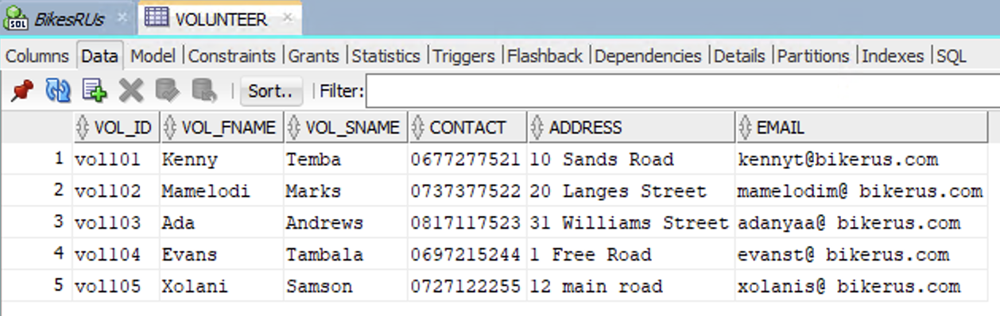 SQL BikesRUs VOLUNTEER
Columns Data Model Constraints Grants Statistics Triggers Flashback Dependencies Details Partitions Indexes SQL
Sort.. Filter:
VOL_ID VOL_FNAME VOL_SNAME CONTACT ADDRESS EMAIL
1 vol101 Kenny Temba 0677277521 10 Sands Road kennyt@bikerus.com
2 vol102 Mamelodi Marks 0737377522 20 Langes Street mamelodim@ bikerus.com
3 vol103 Ada Andrews 0817117523 31 Williams Street adanyaa@ bikerus.com
4 vol104 Evans Tambala 0697215244 1 Free Road evanst@ bikerus.com
5 vol105 Xolani Samson 0727122255 12 main road xolanis@ bikerus.com